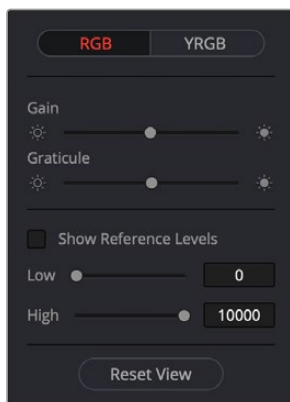 RGB YRGB
Gain
Graticule
Show Reference Levels
Low 0
High 10000
Reset View